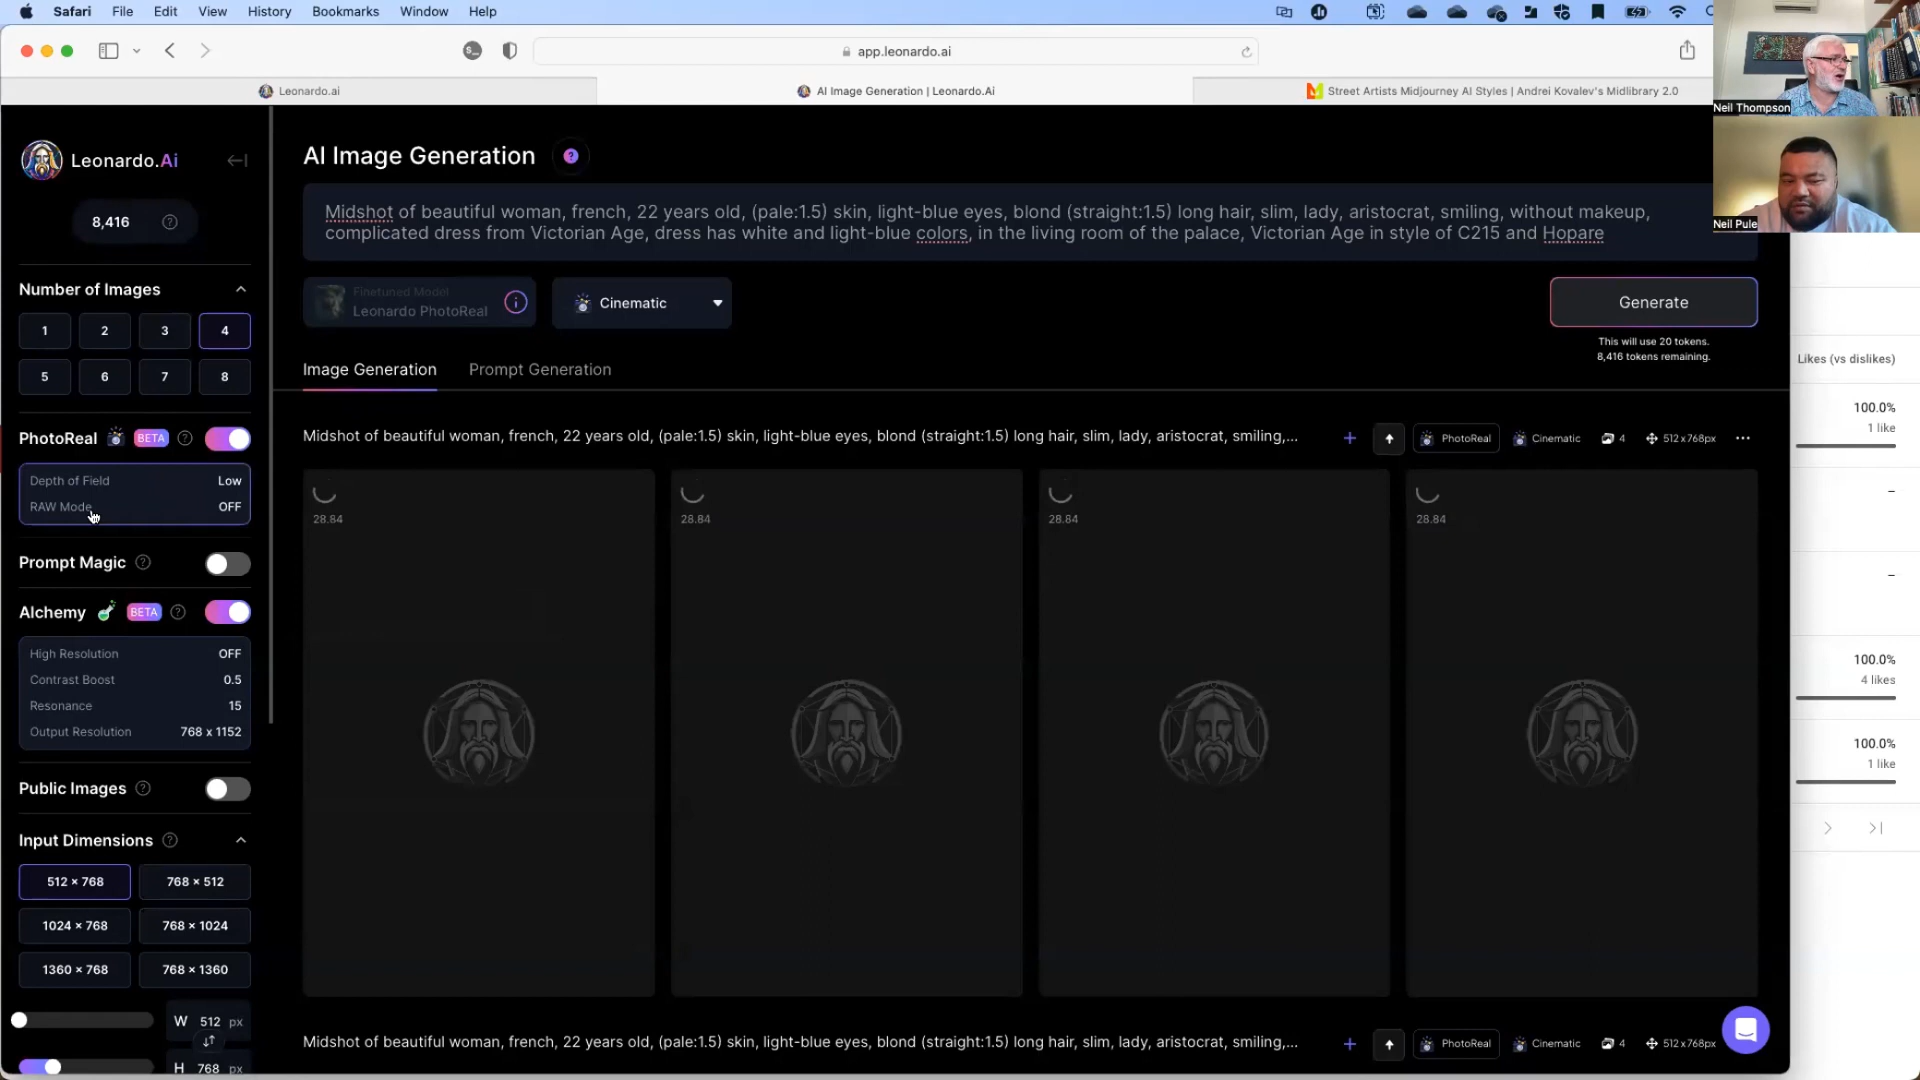 Safari File Edit View History Bookmarks Window Help
app.leonardo.ai
Leonardo.ai
AI Image Generation | Leonardo.Ai
Street Artists Midjourney AI Styles | Andrei Kovalev's Midlibrary 2.0
Neil Thompson
Neil Pule
Leonardo.Ai
8,416
Number of Images
1 2 3 4
5 6 7 8
PhotoReal BETA
Depth of Field Low
RAW Mode OFF
Prompt Magic
Alchemy BETA
High Resolution OFF
Contrast Boost 0.5
Resonance 15
Output Resolution 768 x 1152
Public Images
Input Dimensions
512 × 768 768 × 512
1024 × 768 768 × 1024
1360 × 768 768 × 1360
W 512 px
H 768 px
AI Image Generation
Midshot of beautiful woman, french, 22 years old, (pale:1.5) skin, light-blue eyes, blond (straight:1.5) long hair, slim, lady, aristocrat, smiling, without makeup,
complicated dress from Victorian Age, dress has white and light-blue colors, in the living room of the palace, Victorian Age in style of C215 and Hopare
Finetuned Model
Leonardo PhotoReal
Cinematic
Generate
This will use 20 tokens.
8,416 tokens remaining.
Image Generation Prompt Generation
Midshot of beautiful woman, french, 22 years old, (pale:1.5) skin, light-blue eyes, blond (straight:1.5) long hair, slim, lady, aristocrat, smiling,...
PhotoReal Cinematic 4 512x768px
28.84 28.84 28.84 28.84
Midshot of beautiful woman, french, 22 years old, (pale:1.5) skin, light-blue eyes, blond (straight:1.5) long hair, slim, lady, aristocrat, smiling,...
PhotoReal Cinematic 4 512x768px
Likes (vs dislikes)
100.0%
1 like
–
–
100.0%
4 likes
100.0%
1 like